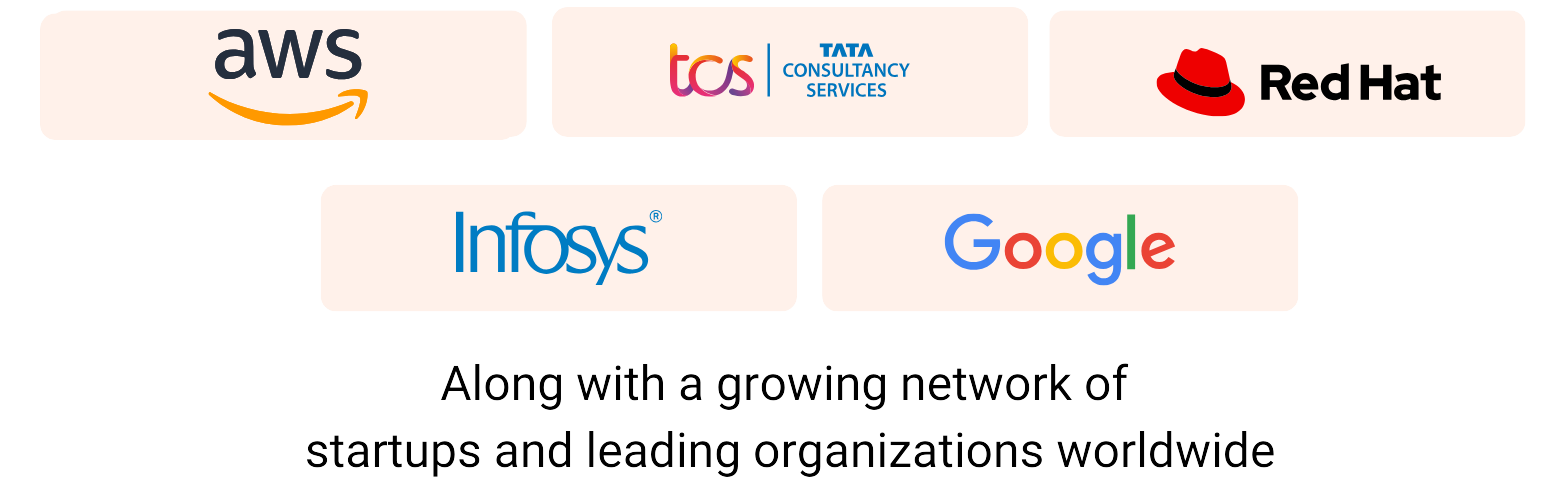 aws
tcs
TATA
CONSULTANCY
SERVICES
Red Hat
Infosys®
Google
Along with a growing network of
startups and leading organizations worldwide